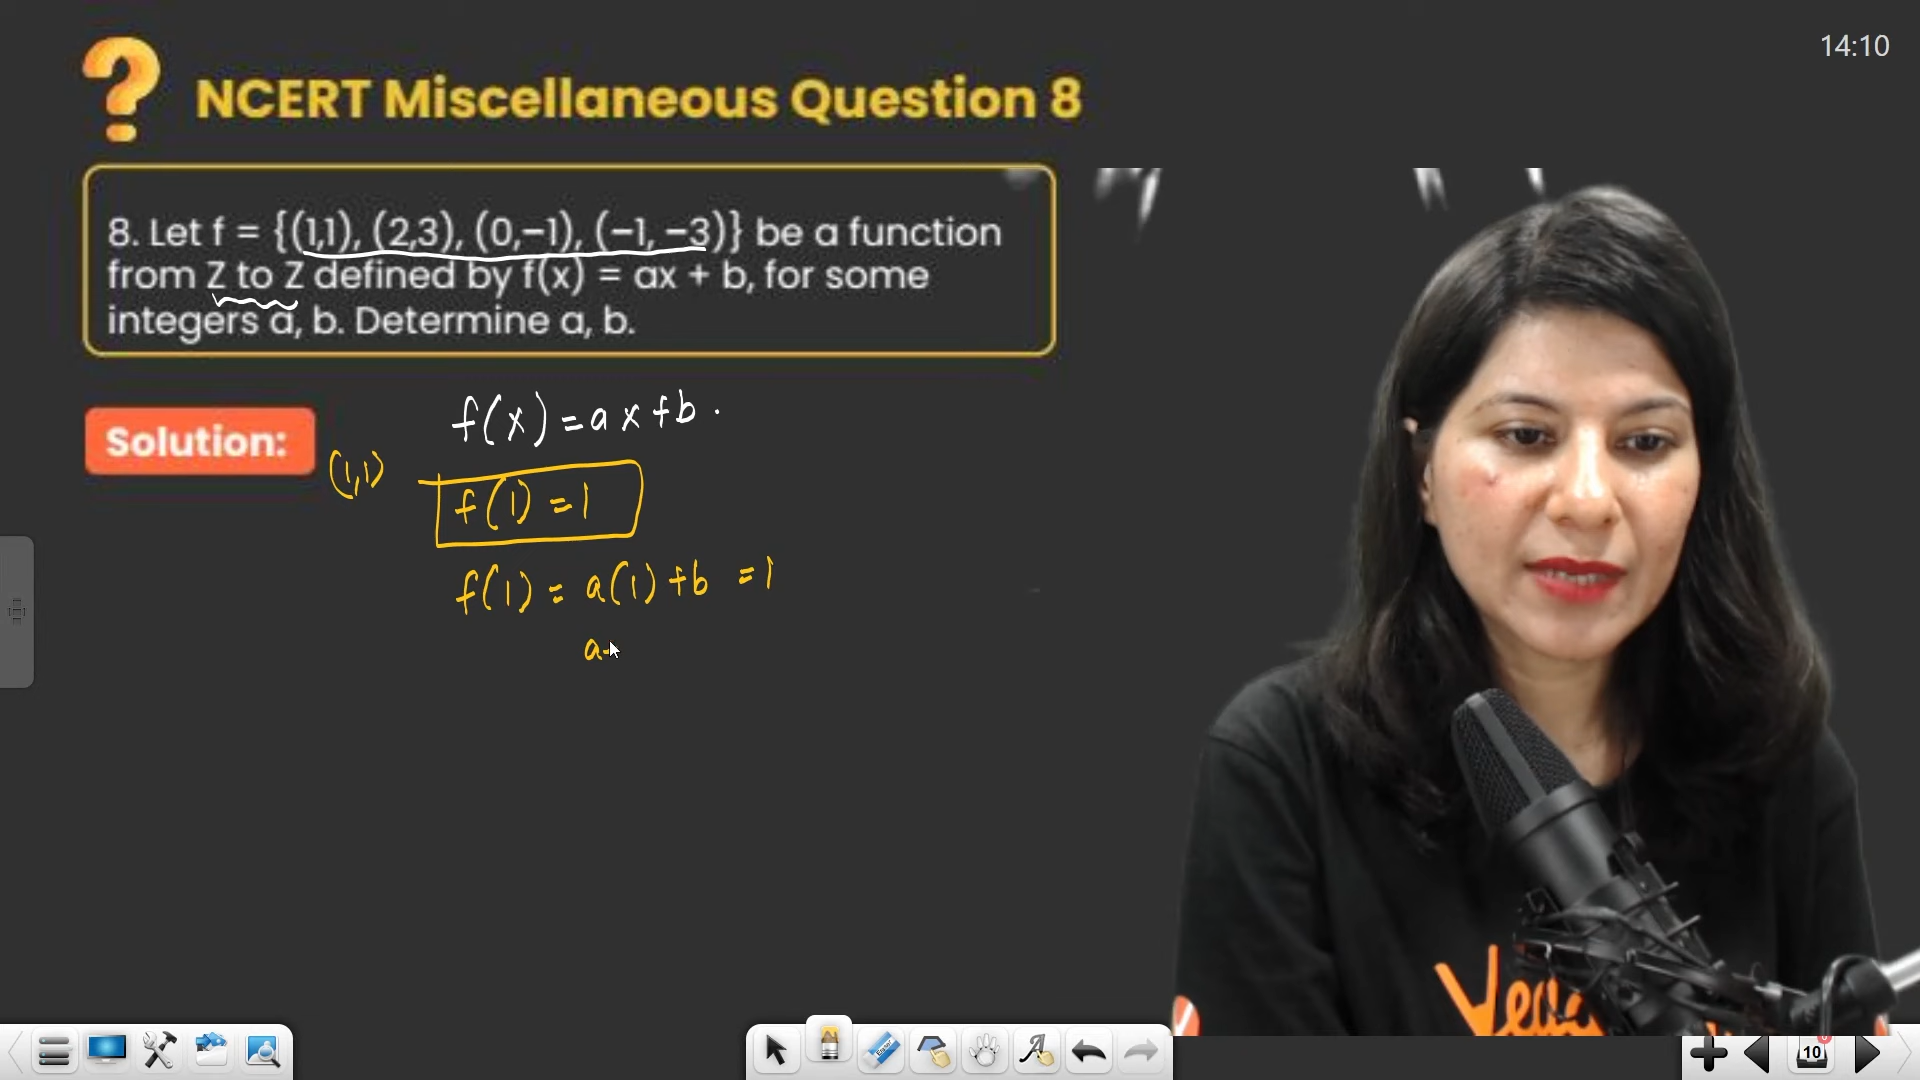 14:10
? NCERT Miscellaneous Question 8
8. Let f = {(1,1), (2,3), (0,−1), (−1, −3)} be a function
from Z to Z defined by f(x) = ax + b, for some
integers a, b. Determine a, b.
Solution:
f(x) = ax+b.
(1,1)
f(1) = 1
f(1) = a(1)+b =1
a-
10